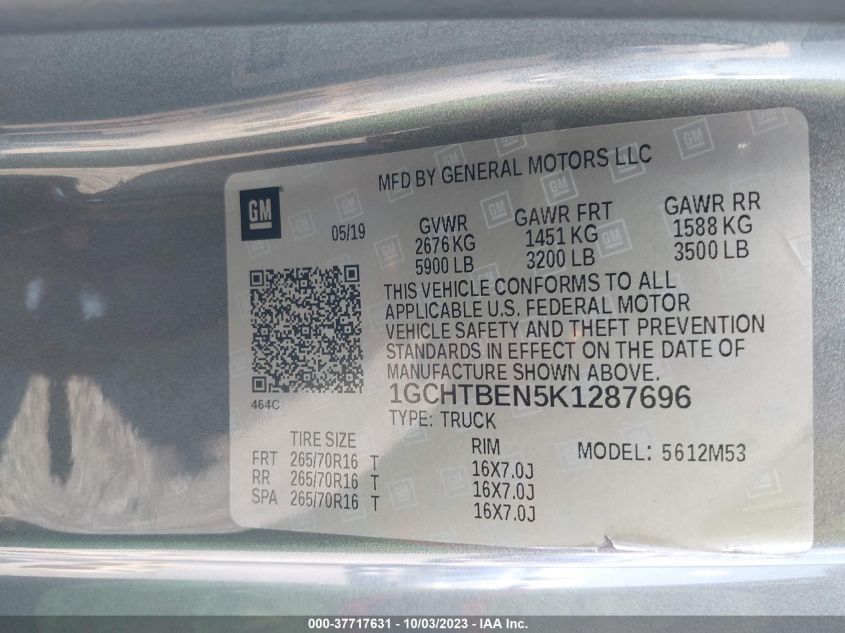 MFD BY GENERAL MOTORS LLC
GM
05/19
GVWR
2676 KG
5900 LB
GAWR FRT
1451 KG
3200 LB
GAWR RR
1588 KG
3500 LB
THIS VEHICLE CONFORMS TO ALL
APPLICABLE U.S. FEDERAL MOTOR
VEHICLE SAFETY AND THEFT PREVENTION
STANDARDS IN EFFECT ON THE DATE OF
MANUFACTURE SHOWN ABOVE.
464C
1GCHTBEN5K1287696
TYPE: TRUCK
TIRE SIZE
RIM
MODEL: 5612M53
FRT 265/70R16 T 16X7.0J
RR 265/70R16 T 16X7.0J
SPA 265/70R16 T 16X7.0J
000-37717631 - 10/03/2023 - IAA Inc.